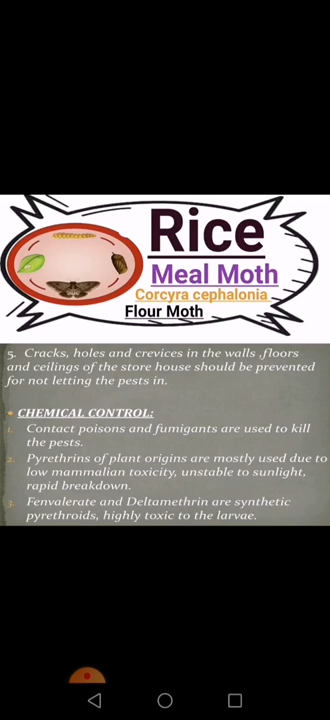 Rice
Meal Moth
Corcyra cephalonia
Flour Moth
5. Cracks, holes and crevices in the walls ,floors
and ceilings of the store house should be prevented
for not letting the pests in.
• CHEMICAL CONTROL:
1. Contact poisons and fumigants are used to kill
the pests.
2. Pyrethrins of plant origins are mostly used due to
low mammalian toxicity, unstable to sunlight,
rapid breakdown.
3. Fenvalerate and Deltamethrin are synthetic
pyrethroids, highly toxic to the larvae.